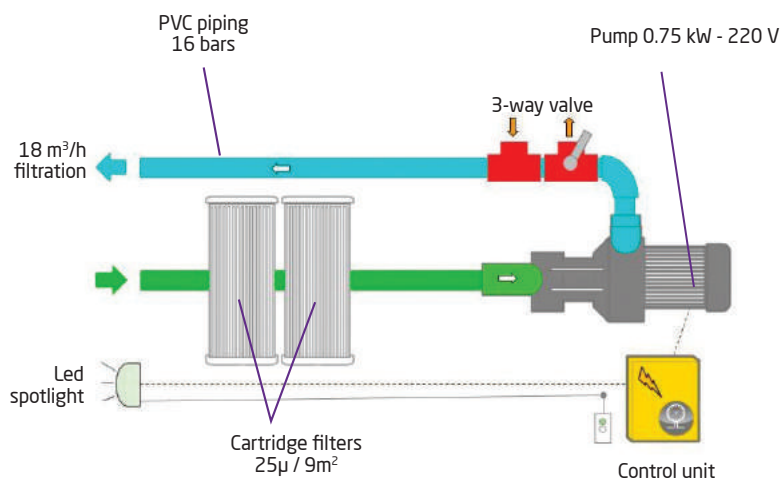 PVC piping
16 bars
Pump 0.75 kW - 220 V
3-way valve
18 m³/h
filtration
Led
spotlight
Cartridge filters
25µ / 9m²
Control unit